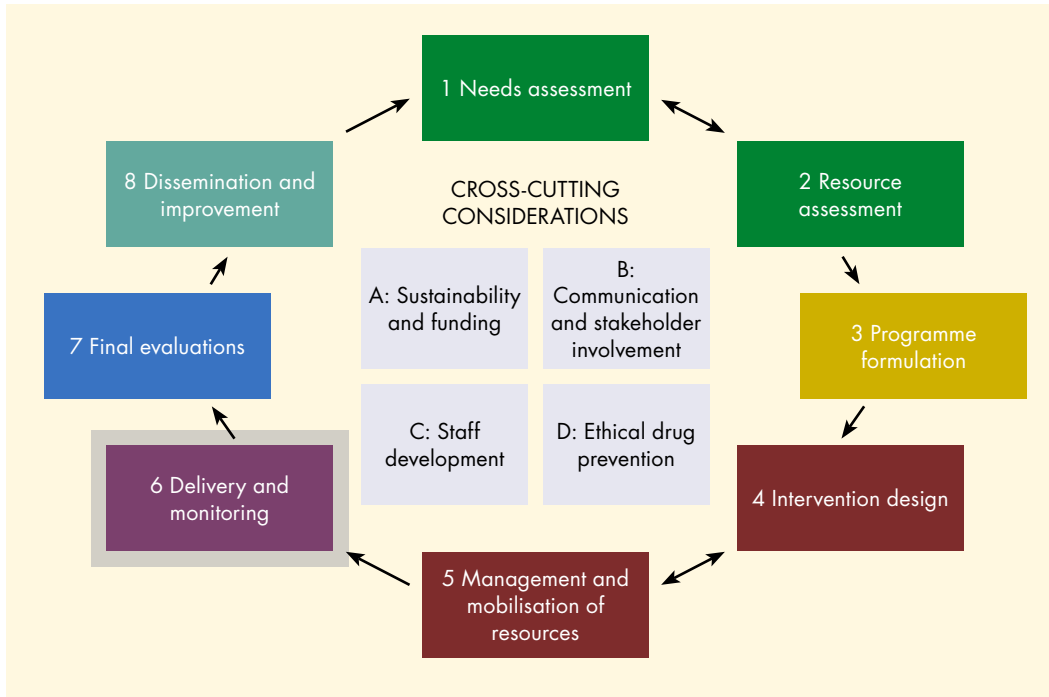 1 Needs assessment
2 Resource
assessment
3 Programme
formulation
4 Intervention design
5 Management and
mobilisation of
resources
6 Delivery and
monitoring
7 Final evaluations
8 Dissemination and
improvement
CROSS-CUTTING
CONSIDERATIONS
A: Sustainability
and funding
B:
Communication
and stakeholder
involvement
C: Staff
development
D: Ethical drug
prevention